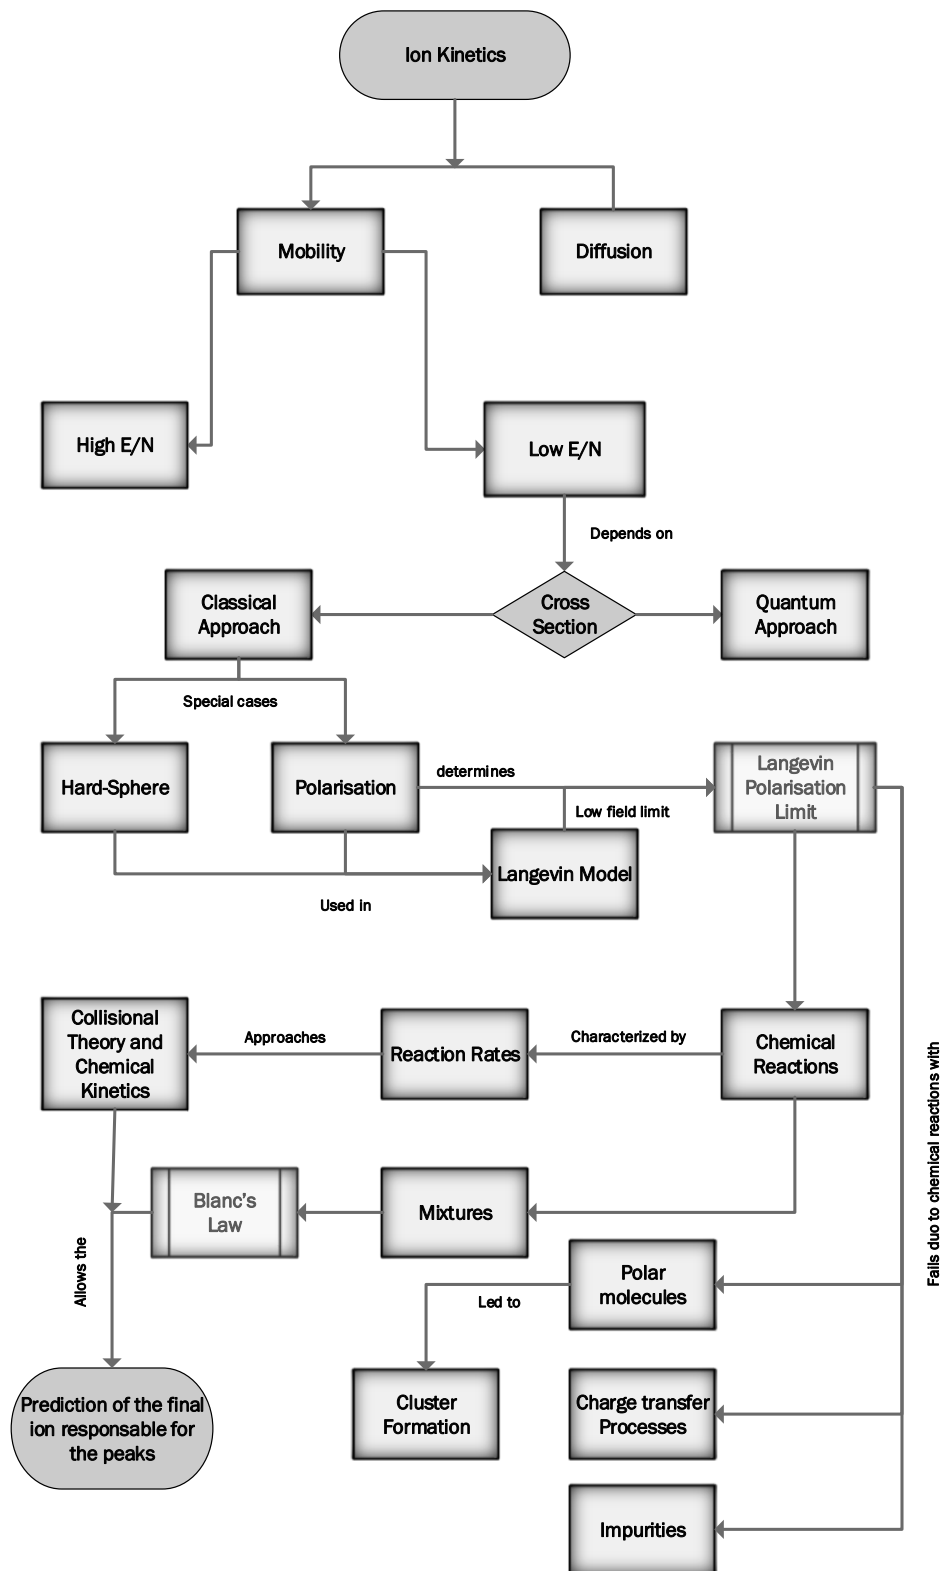 Ion Kinetics
Mobility
Diffusion
High E/N
Low E/N
Depends on
Classical
Approach
Cross
Section
Quantum
Approach
Special cases
Hard-Sphere
Polarisation
determines
Langevin
Polarisation
Limit
Low field limit
Langevin Model
Used in
Collisional
Theory and
Chemical
Kinetics
Approaches
Reaction Rates
Characterized by
Chemical
Reactions
Fails duo to chemical reactions with
Blanc's
Law
Mixtures
Allows the
Polar
molecules
Led to
Prediction of the final
ion responsable for
the peaks
Cluster
Formation
Charge transfer
Processes
Impurities